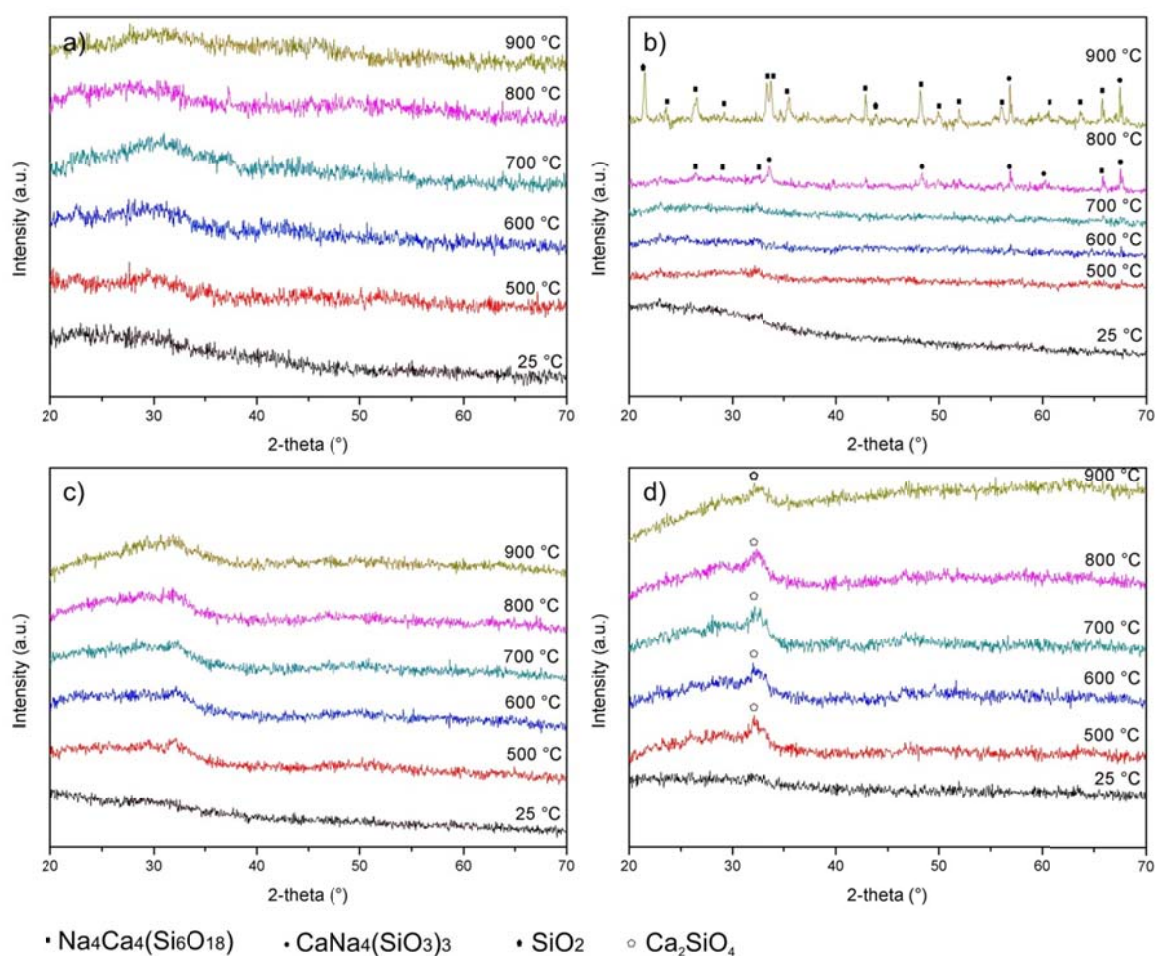 a)
900 °C
800 °C
700 °C
600 °C
500 °C
25 °C
Intensity (a.u.)
20 30 40 50 60 70
2-theta (°)
b)
900 °C
800 °C
700 °C
600 °C
500 °C
25 °C
Intensity (a.u.)
20 30 40 50 60 70
2-theta (°)
c)
900 °C
800 °C
700 °C
600 °C
500 °C
25 °C
Intensity (a.u.)
20 30 40 50 60 70
2-theta (°)
d)
900 °C
800 °C
700 °C
600 °C
500 °C
25 °C
Intensity (a.u.)
20 30 40 50 60 70
2-theta (°)
Na4Ca4(Si6O18) CaNa4(SiO3)3 SiO2 Ca₂SiO₄